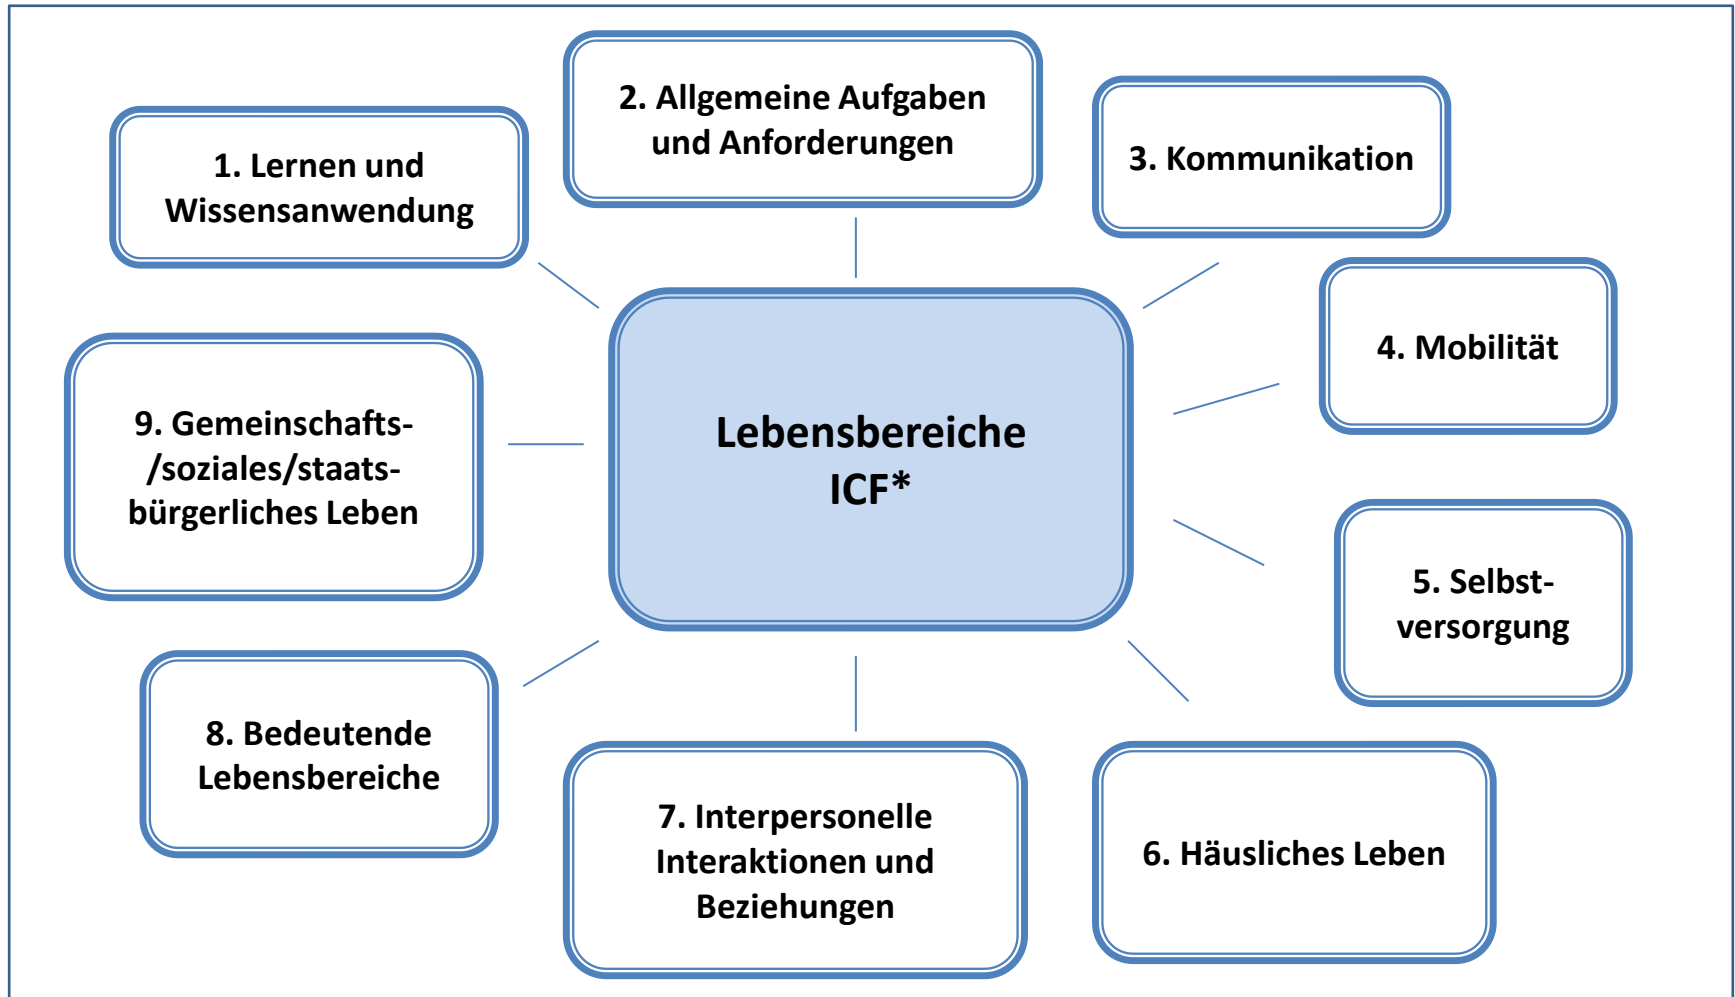 1. Lernen und
Wissensanwendung
2. Allgemeine Aufgaben
und Anforderungen
3. Kommunikation
4. Mobilität
5. Selbst-
versorgung
6. Häusliches Leben
7. Interpersonelle
Interaktionen und
Beziehungen
8. Bedeutende
Lebensbereiche
9. Gemeinschafts-
/soziales/staats-
bürgerliches Leben
Lebensbereiche
ICF*